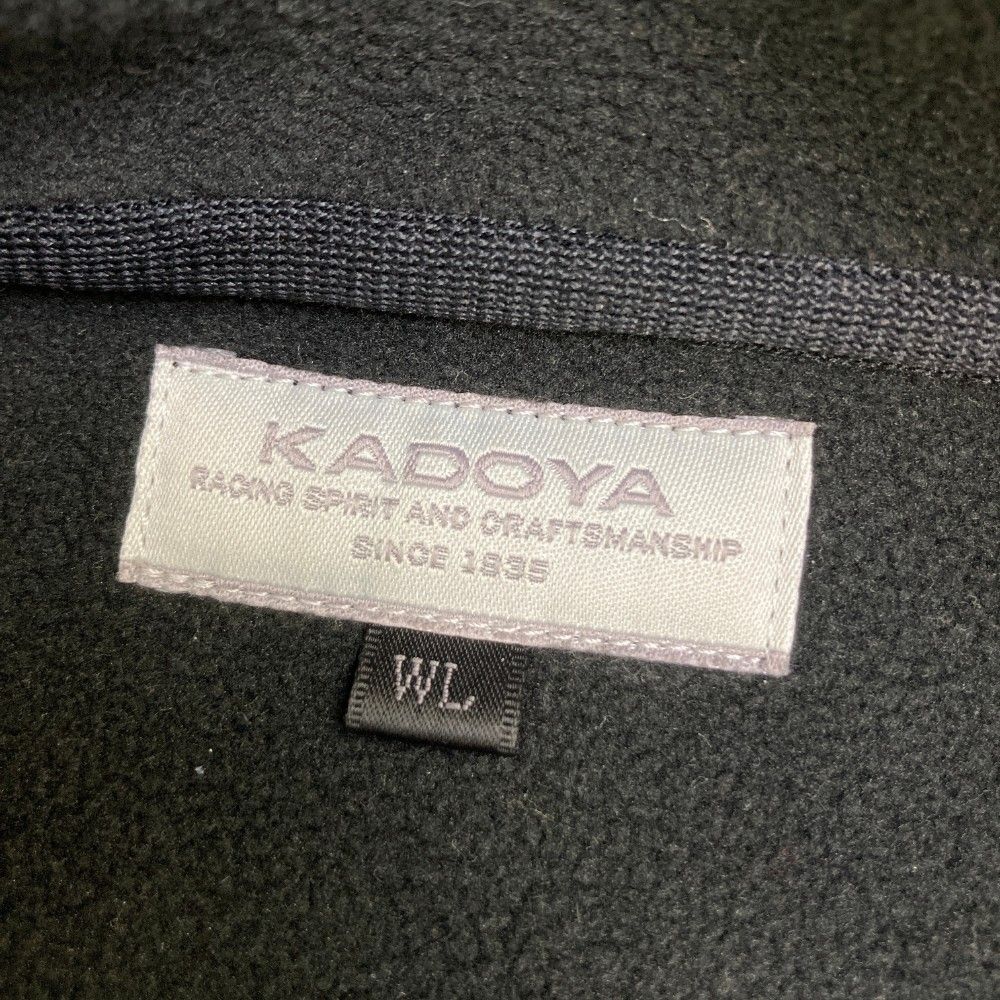 KADOYA
RACING SPIRIT AND CRAFTSMANSHIP
SINCE 1935
WL